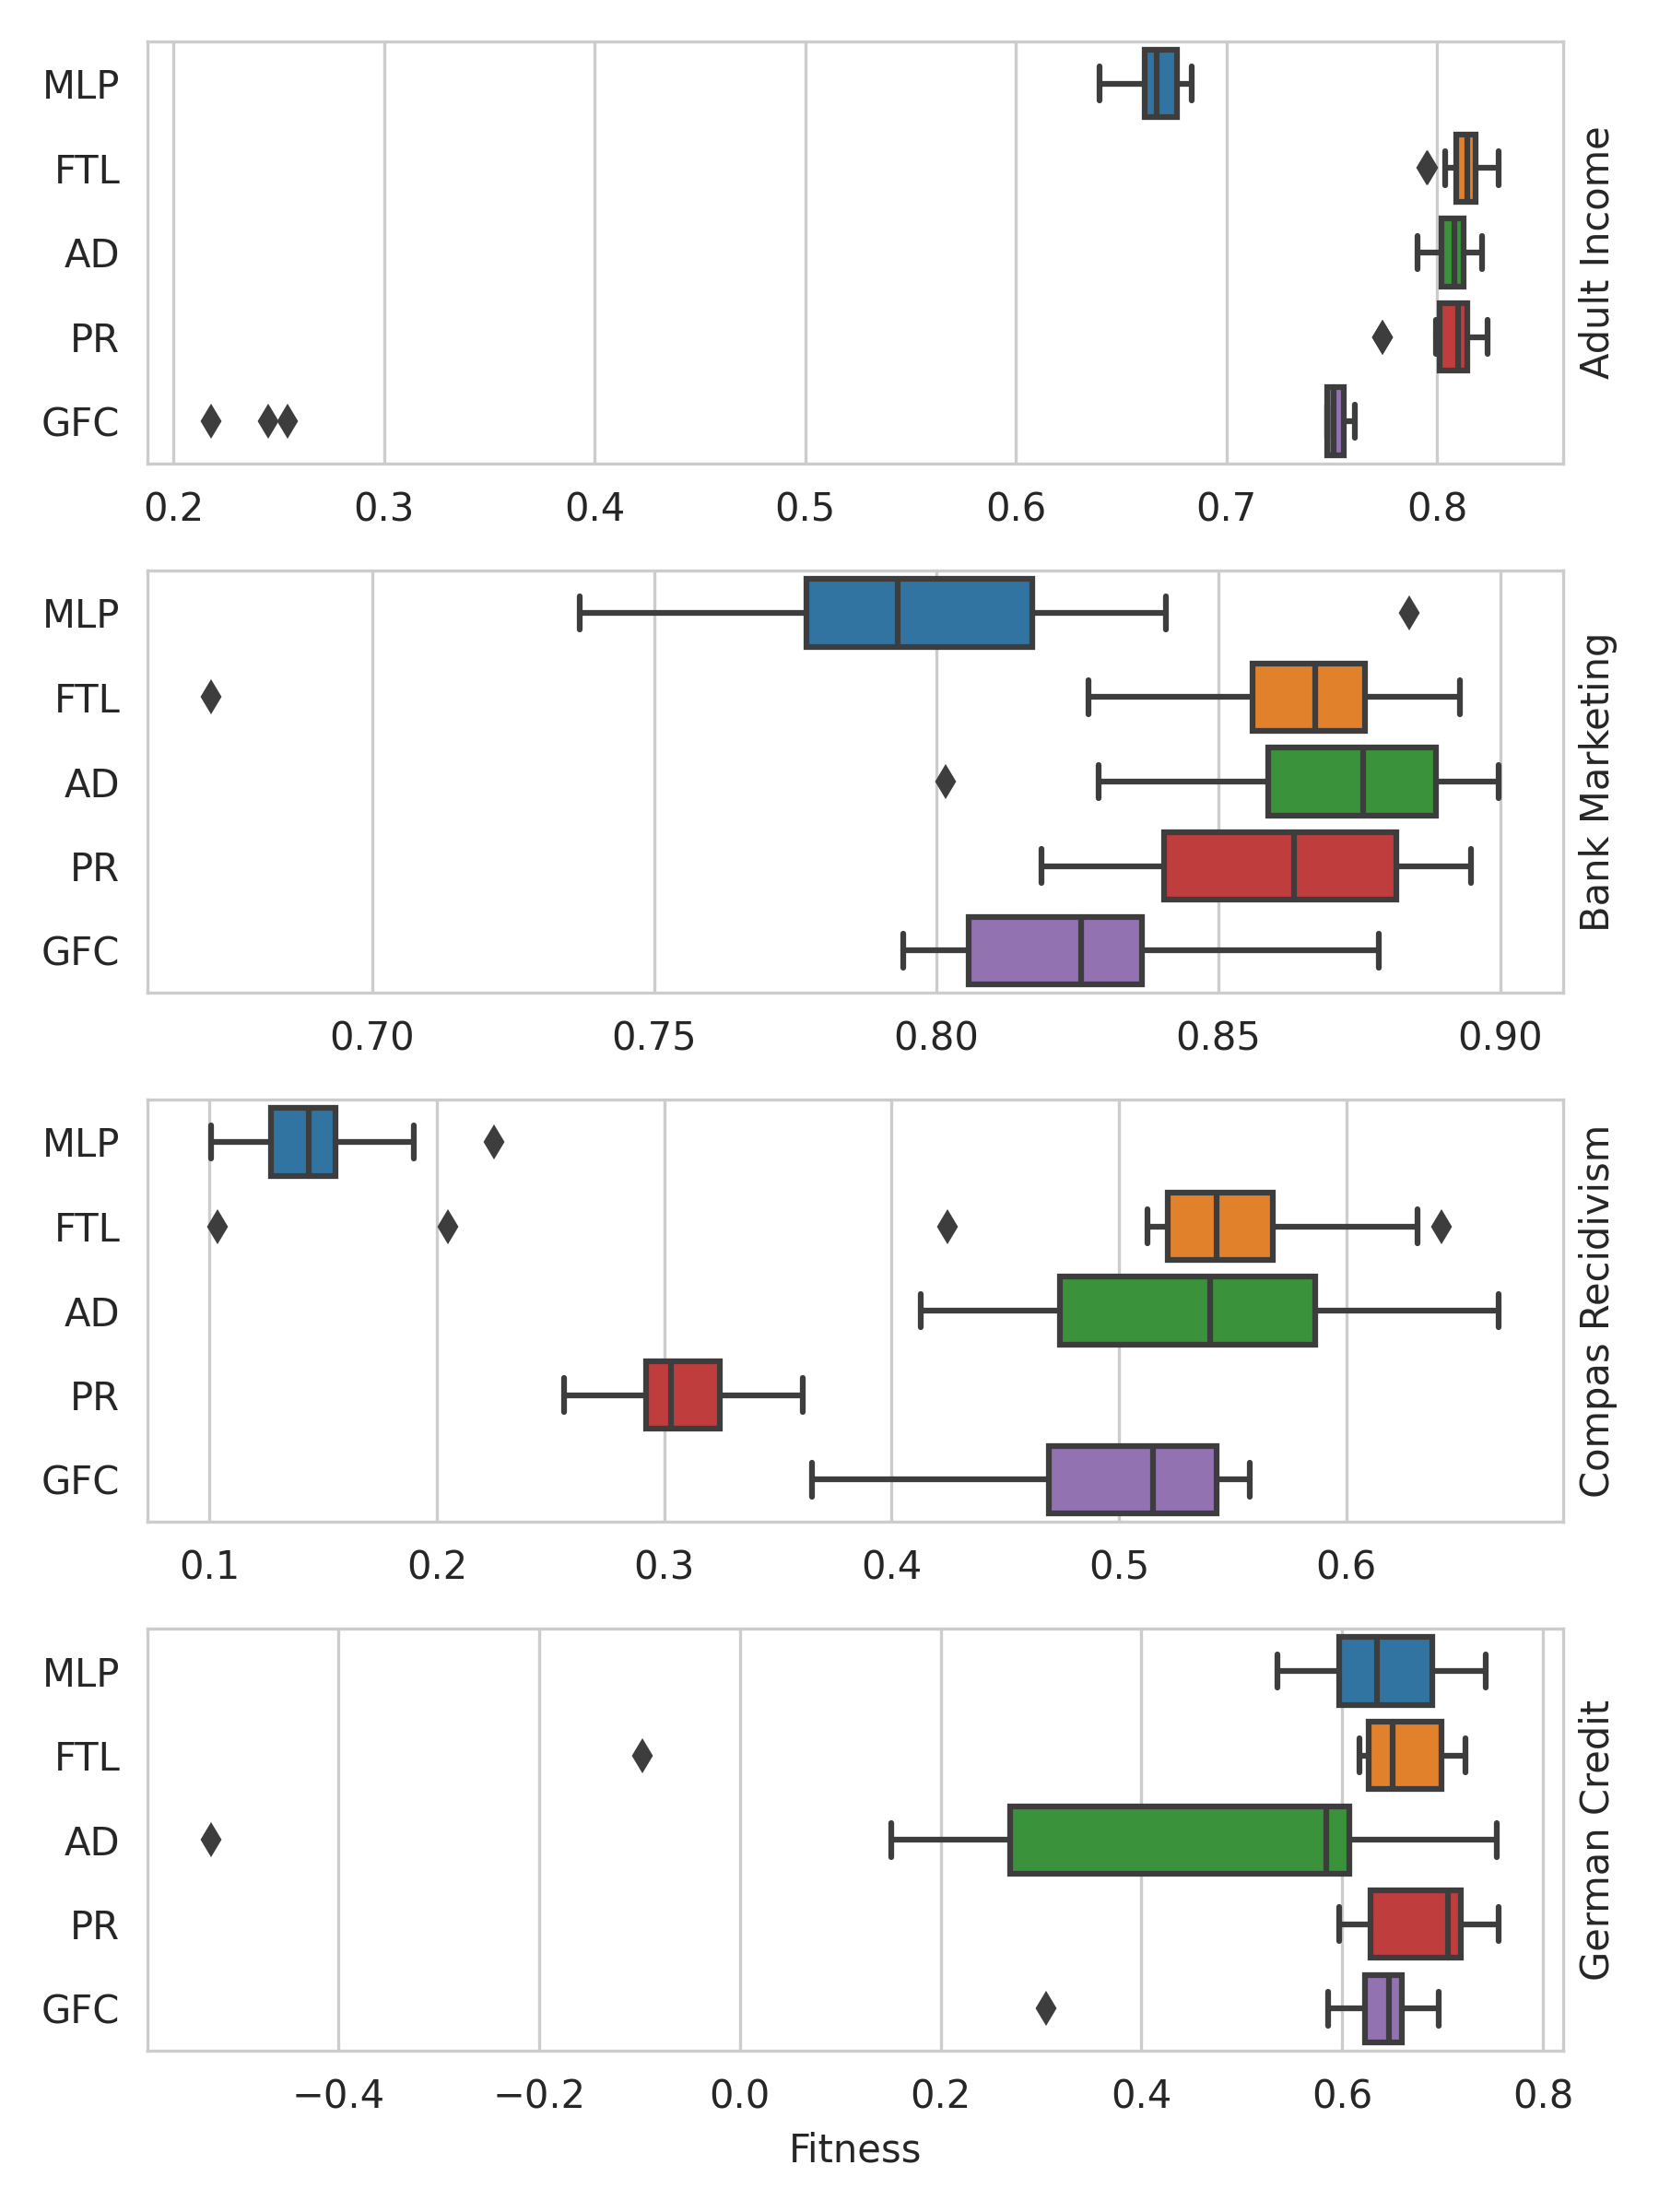 MLP
FTL
AD
PR
GFC
0.2 0.3 0.4 0.5 0.6 0.7 0.8
Adult Income
MLP
FTL
AD
PR
GFC
0.70 0.75 0.80 0.85 0.90
Bank Marketing
MLP
FTL
AD
PR
GFC
0.1 0.2 0.3 0.4 0.5 0.6
Compas Recidivism
MLP
FTL
AD
PR
GFC
−0.4 −0.2 0.0 0.2 0.4 0.6 0.8
German Credit
Fitness